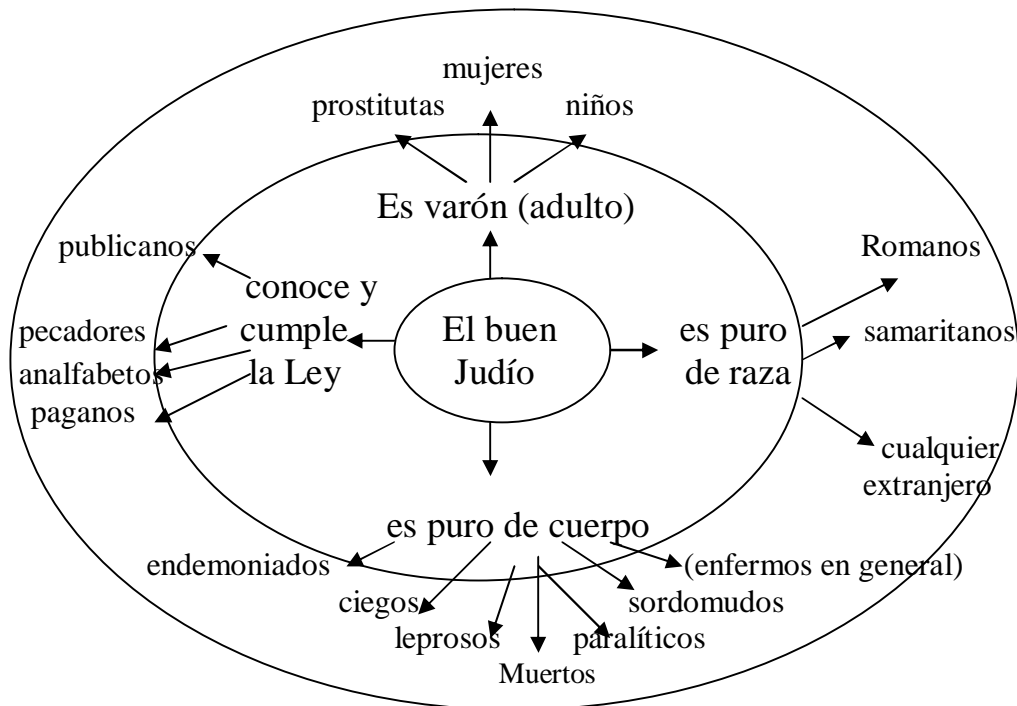 mujeres
prostitutas
niños
Es varón (adulto)
publicanos
conoce y
cumple
la Ley
pecadores
analfabetos
paganos
El buen
Judío
es puro
de raza
Romanos
samaritanos
cualquier
extranjero
es puro de cuerpo
endemoniados
ciegos
leprosos
Muertos
paralíticos
sordomudos
(enfermos en general)